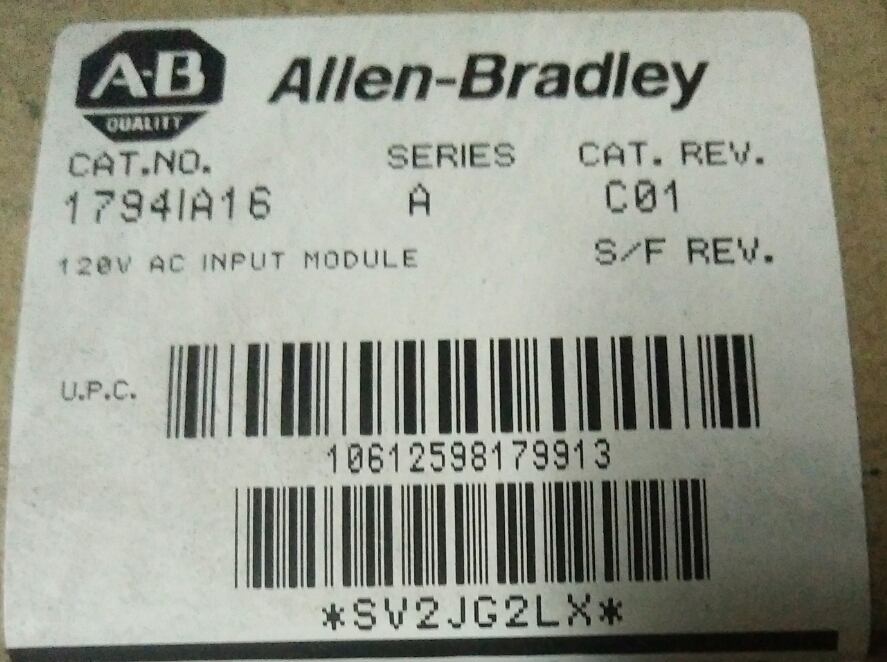 A-B
QUALITY
Allen-Bradley
CAT.NO. SERIES CAT. REV.
1794IA16 A C01
120V AC INPUT MODULE S/F REV.
U.P.C.
10612598179913
*SV2JG2LX*